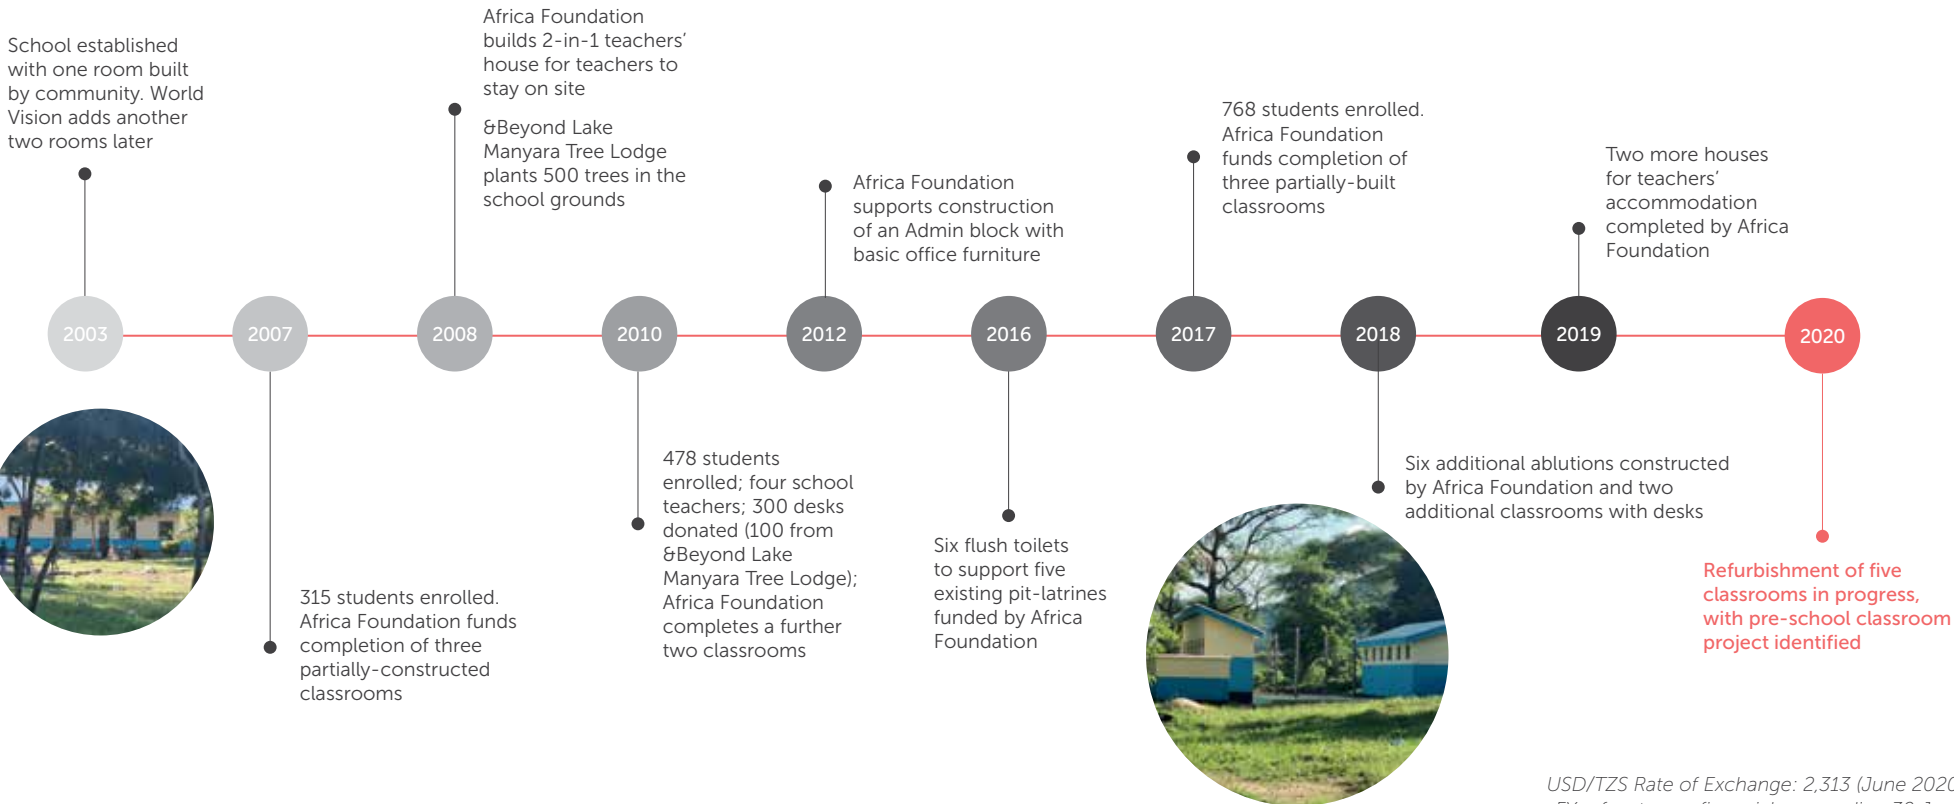 School established
with one room built
by community. World
Vision adds another
two rooms later
Africa Foundation
builds 2-in-1 teachers’
house for teachers to
stay on site
&Beyond Lake
Manyara Tree Lodge
plants 500 trees in the
school grounds
Africa Foundation
supports construction
of an Admin block with
basic office furniture
768 students enrolled.
Africa Foundation
funds completion of
three partially-built
classrooms
Two more houses
for teachers’
accommodation
completed by Africa
Foundation
2003
2007
2008
2010
2012
2016
2017
2018
2019
2020
315 students enrolled.
Africa Foundation funds
completion of three
partially-constructed
classrooms
478 students
enrolled; four school
teachers; 300 desks
donated (100 from
&Beyond Lake
Manyara Tree Lodge);
Africa Foundation
completes a further
two classrooms
Six flush toilets
to support five
existing pit-latrines
funded by Africa
Foundation
Six additional ablutions constructed
by Africa Foundation and two
additional classrooms with desks
Refurbishment of five
classrooms in progress,
with pre-school classroom
project identified
USD/TZS Rate of Exchange: 2,313 (June 2020